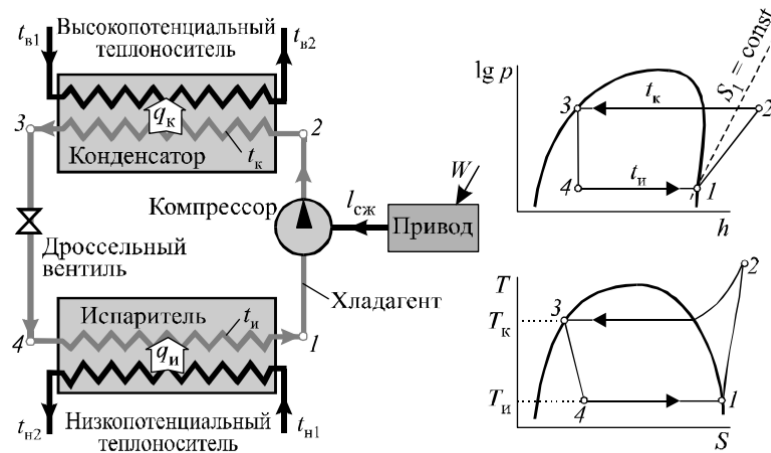 tв1
Высокопотенциальный
теплоноситель
tв2
qк
3
tк
2
Конденсатор
W
Компрессор
lсж
Привод
Дроссельный
вентиль
Хладагент
Испаритель
tи
4
1
qи
tн2
Низкопотенциальный
теплоноситель
tн1
lg p
S1 = const
3
tк
2
4
tи
1
h
T
2
3
Tк
Tи
4
1
S